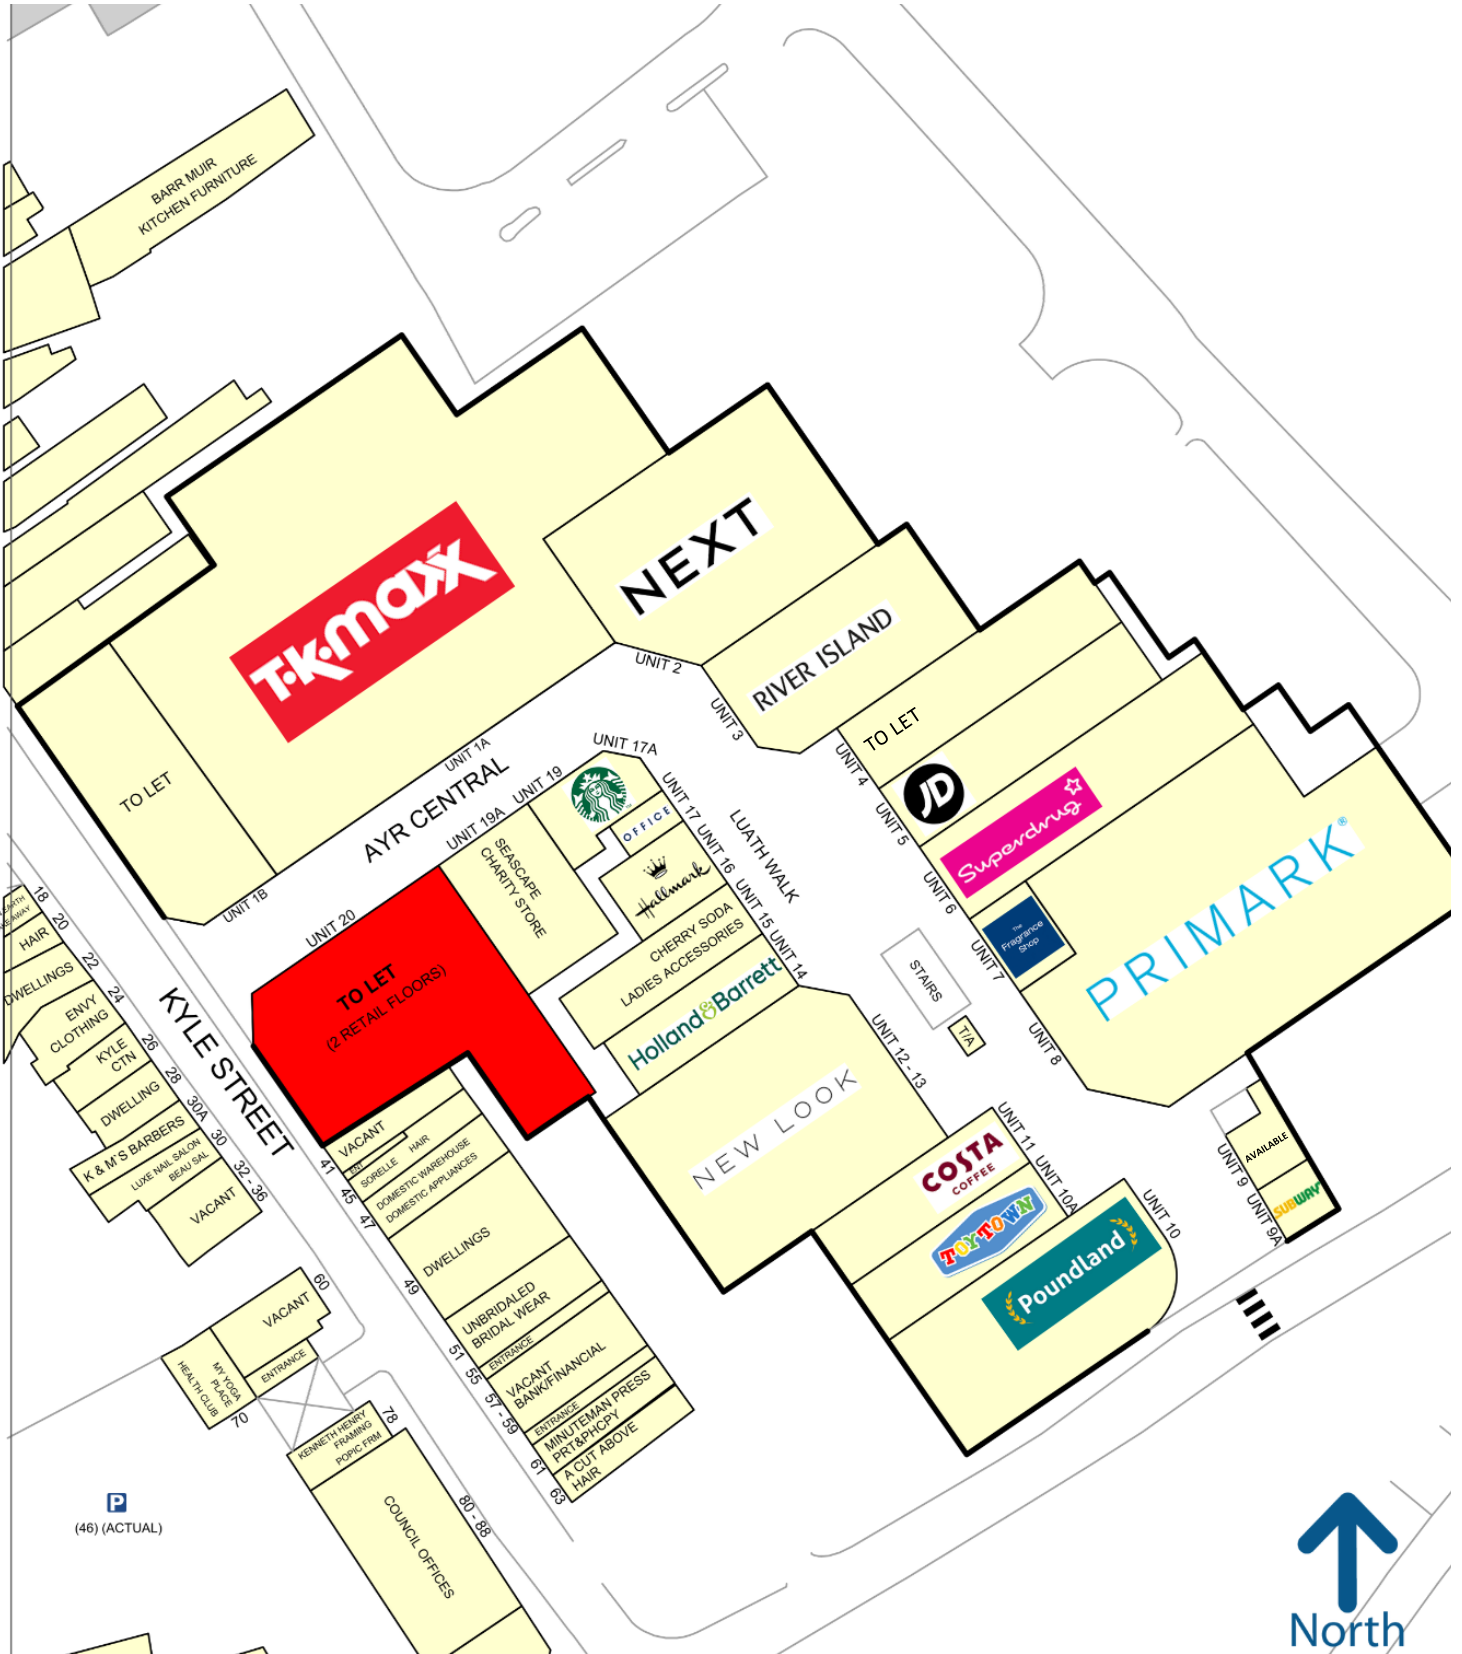 BARR MUIR
KITCHEN FURNITURE
T·K·maxx
NEXT
UNIT 2
RIVER ISLAND
UNIT 3
TO LET
UNIT 1A
AYR CENTRAL
UNIT 1B
TO LET
UNIT 4
JD
UNIT 5
Superdrug
UNIT 6
The
Fragrance
Shop
UNIT 7
PRIMARK®
UNIT 8
UNIT 17A
UNIT 19
UNIT 19A
UNIT 20
SEASCAPE
CHARITY STORE
OFFICE
UNIT 17
Hallmark
UNIT 16
LUATH WALK
CHERRY SODA
LADIES ACCESSORIES
UNIT 15
Holland&Barrett
UNIT 14
TO LET
(2 RETAIL FLOORS)
STAIRS
T/A
UNIT 12 - 13
NEW LOOK
UNIT 11
COSTA
COFFEE
UNIT 10A
TOYTOWN
UNIT 10
Poundland
UNIT 9
AVAILABLE
UNIT 9A
SUBWAY
KYLE STREET
18
EARTH
AWAY
20
HAIR
22
DWELLINGS
24
ENVY
CLOTHING
26
KYLE
CTN
28
DWELLING
30A
K & M'S BARBERS
30
LUXE NAIL SALON
BEAU SAL
32 - 36
VACANT
41
VACANT
ENT
SORELLE HAIR
45
DOMESTIC WAREHOUSE
DOMESTIC APPLIANCES
47
DWELLINGS
49
UNBRIDALED
BRIDAL WEAR
51
ENTRANCE
55
VACANT
BANK/FINANCIAL
57 - 59
ENTRANCE
MINUTEMAN PRESS
PRT&PHCPY
61
A CUT ABOVE
HAIR
63
60
VACANT
ENTRANCE
MY YOGA
PLACE
HEALTH CLUB
70
78
KENNETH HENRY
FRAMING
POPIC FRM
80 - 88
COUNCIL OFFICES
P
(46) (ACTUAL)
North